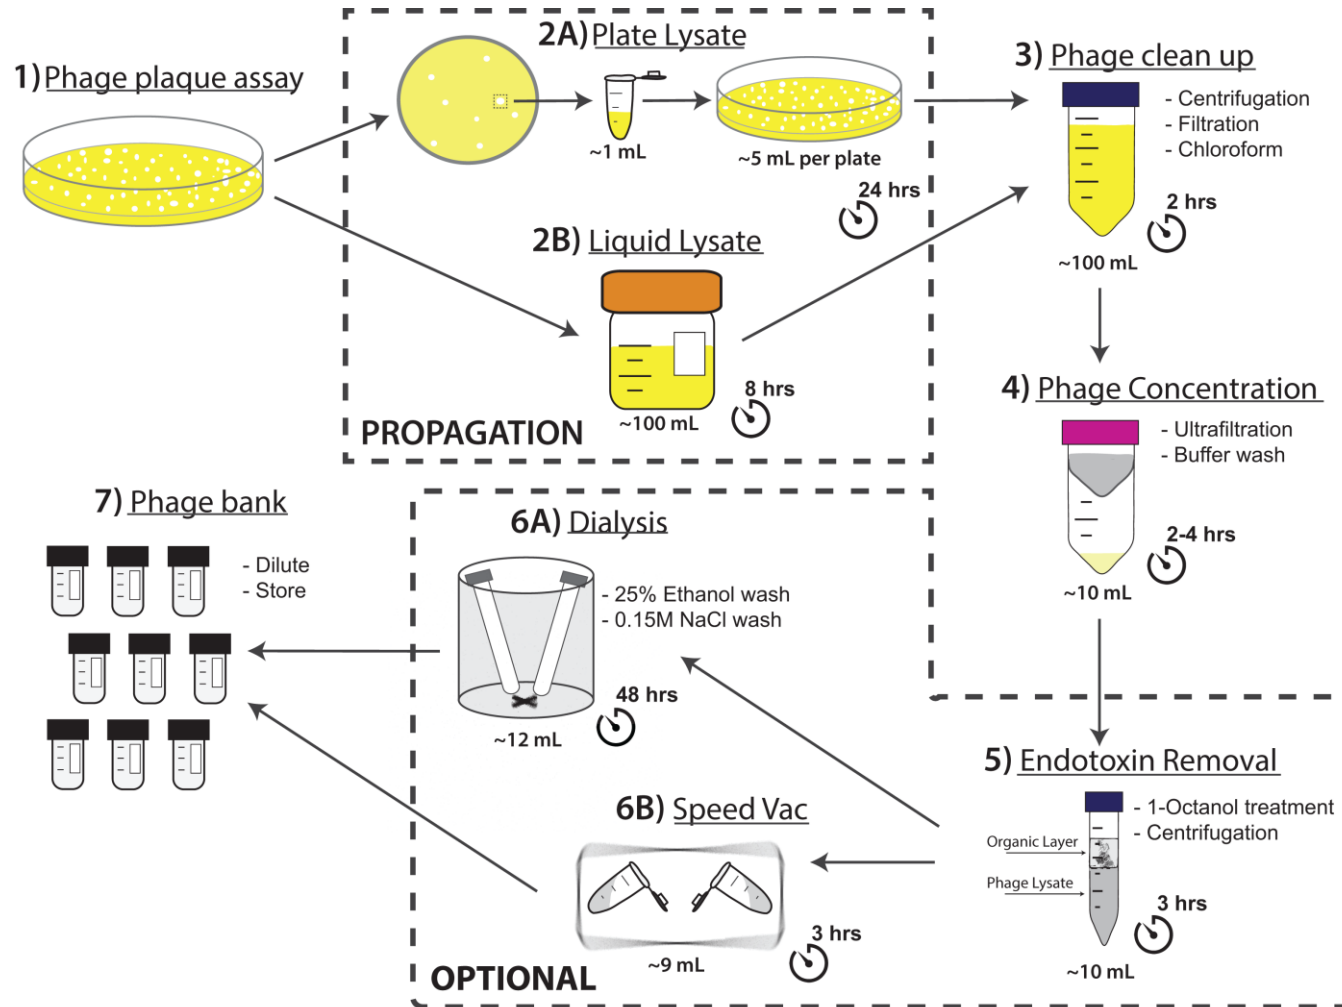 1) Phage plaque assay
2A) Plate Lysate
~1 mL
~5 mL per plate
24 hrs
2B) Liquid Lysate
~100 mL
8 hrs
PROPAGATION
3) Phage clean up
- Centrifugation
- Filtration
- Chloroform
2 hrs
~100 mL
4) Phage Concentration
- Ultrafiltration
- Buffer wash
2-4 hrs
~10 mL
5) Endotoxin Removal
- 1-Octanol treatment
- Centrifugation
Organic Layer
Phage Lysate
3 hrs
~10 mL
6A) Dialysis
- 25% Ethanol wash
- 0.15M NaCl wash
48 hrs
~12 mL
6B) Speed Vac
3 hrs
~9 mL
OPTIONAL
7) Phage bank
- Dilute
- Store